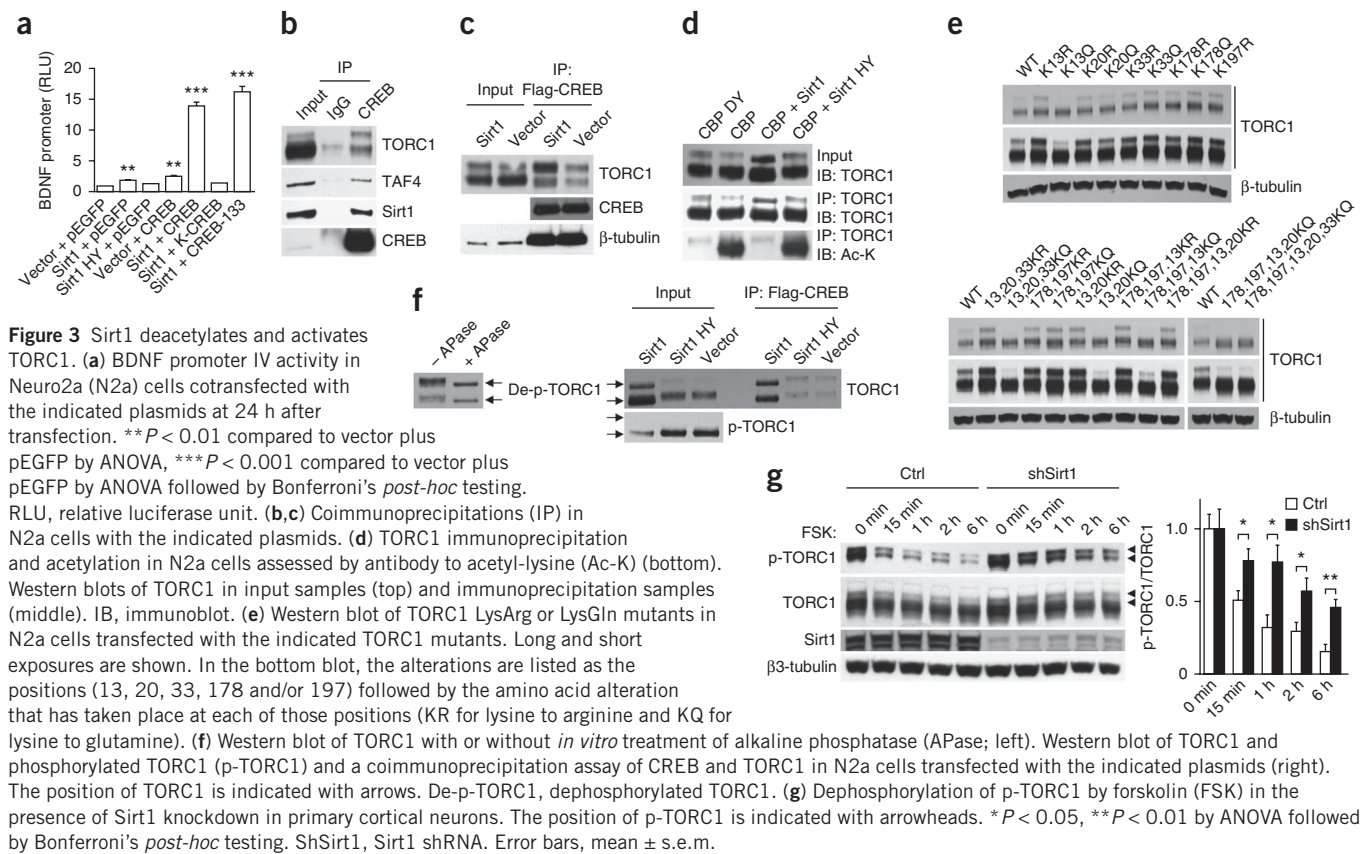 a
BDNF promoter (RLU)
20
15
10
5
0
**
**
***
***
Vector + pEGFP
Sirt1 + pEGFP
Sirt1 HY + pEGFP
Vector + CREB
Sirt1 + CREB
Sirt1 + K-CREB
Sirt1 + CREB-133
b
IP
Input
IgG
CREB
TORC1
TAF4
Sirt1
CREB
c
IP:
Input Flag-CREB
Sirt1
Vector
Sirt1
Vector
TORC1
CREB
β-tubulin
d
CBP DY
CBP
CBP + Sirt1
CBP + Sirt1 HY
Input
IB: TORC1
IP: TORC1
IB: TORC1
IP: TORC1
IB: Ac-K
e
WT
K13R
K13Q
K20R
K20Q
K33R
K33Q
K178R
K178Q
K197R
TORC1
β-tubulin
WT
13,20,33KR
13,20,33KQ
178,197KR
178,197KQ
13,20KR
13,20KQ
178,197,13KR
178,197,13KQ
178,197,13,20KR
WT
178,197,13,20KQ
178,197,13,20,33KQ
TORC1
β-tubulin
f
– APase
+ APase
De-p-TORC1
Input
IP: Flag-CREB
Sirt1
Sirt1 HY
Vector
Sirt1
Sirt1 HY
Vector
TORC1
p-TORC1
g
Ctrl
shSirt1
FSK:
0 min
15 min
1 h
2 h
6 h
0 min
15 min
1 h
2 h
6 h
p-TORC1
TORC1
Sirt1
β3-tubulin
Ctrl
shSirt1
p-TORC1/TORC1
1.0
0.5
0
*
*
*
**
0 min
15 min
1 h
2 h
6 h
Figure 3 Sirt1 deacetylates and activates
TORC1. (a) BDNF promoter IV activity in
Neuro2a (N2a) cells cotransfected with
the indicated plasmids at 24 h after
transfection. **P < 0.01 compared to vector plus
pEGFP by ANOVA, ***P < 0.001 compared to vector plus
pEGFP by ANOVA followed by Bonferroni's post-hoc testing.
RLU, relative luciferase unit. (b,c) Coimmunoprecipitations (IP) in
N2a cells with the indicated plasmids. (d) TORC1 immunoprecipitation
and acetylation in N2a cells assessed by antibody to acetyl-lysine (Ac-K) (bottom).
Western blots of TORC1 in input samples (top) and immunoprecipitation samples
(middle). IB, immunoblot. (e) Western blot of TORC1 LysArg or LysGln mutants in
N2a cells transfected with the indicated TORC1 mutants. Long and short
exposures are shown. In the bottom blot, the alterations are listed as the
positions (13, 20, 33, 178 and/or 197) followed by the amino acid alteration
that has taken place at each of those positions (KR for lysine to arginine and KQ for
lysine to glutamine). (f) Western blot of TORC1 with or without in vitro treatment of alkaline phosphatase (APase; left). Western blot of TORC1 and
phosphorylated TORC1 (p-TORC1) and a coimmunoprecipitation assay of CREB and TORC1 in N2a cells transfected with the indicated plasmids (right).
The position of TORC1 is indicated with arrows. De-p-TORC1, dephosphorylated TORC1. (g) Dephosphorylation of p-TORC1 by forskolin (FSK) in the
presence of Sirt1 knockdown in primary cortical neurons. The position of p-TORC1 is indicated with arrowheads. *P < 0.05, **P < 0.01 by ANOVA followed
by Bonferroni's post-hoc testing. ShSirt1, Sirt1 shRNA. Error bars, mean ± s.e.m.